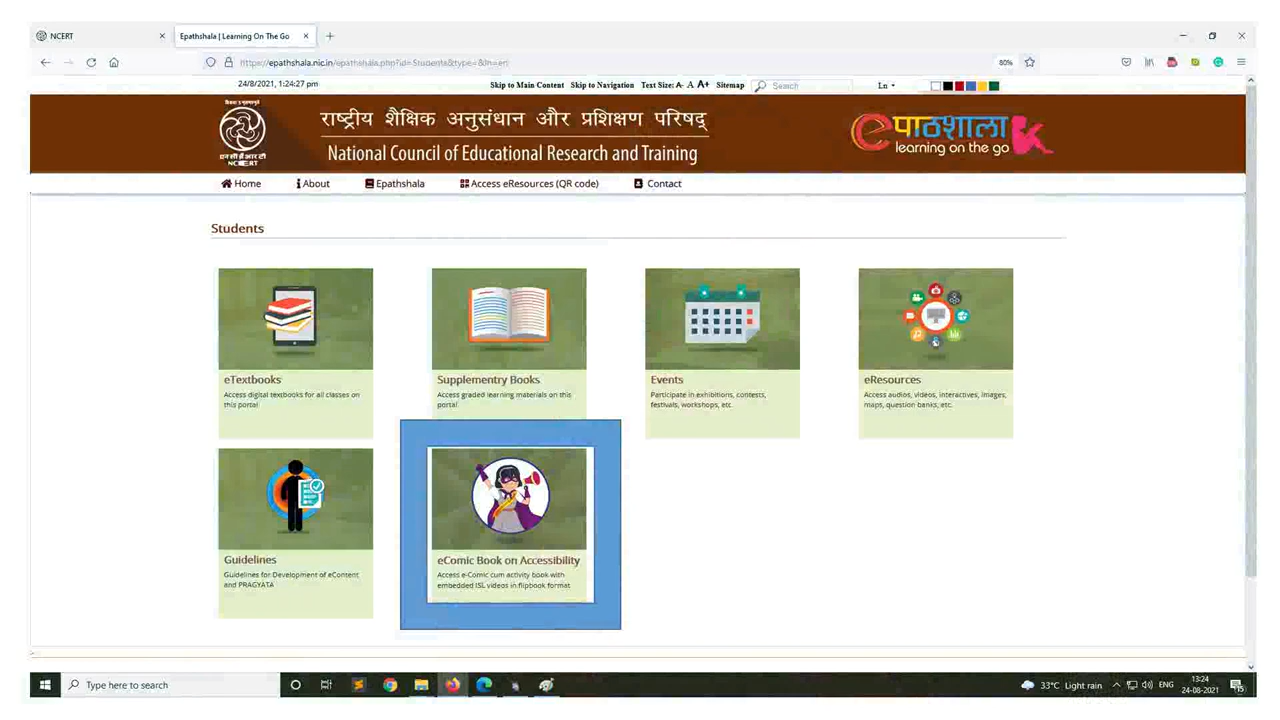 NCERT
Epathshala | Learning On The Go
https://epathshala.nic.in/epathshala.php?id=Students&type=&ln=en
80%
24/8/2021, 1:24:27 pm
Skip to Main Content Skip to Navigation Text Size: A- A A+ Sitemap Search Ln
राष्ट्रीय शैक्षिक अनुसंधान और प्रशिक्षण परिषद्
National Council of Educational Research and Training
एन सी ई आर टी
NCERT
ePाठशाला
learning on the go
Home About Epathshala Access eResources (QR code) Contact
Students
eTextbooks
Access digital textbooks for all classes on
this portal
Supplementry Books
Access graded learning materials on this
portal
Events
Participate in exhibitions, contests,
festivals, workshops, etc.
eResources
Access audios, videos, interactives, images,
maps, question banks, etc.
Guidelines
Guidelines for Development of eContent
and PRAGYATA
eComic Book on Accessibility
Access e-Comic cum activity book with
embedded ISL videos in flipbook format
Type here to search
33°C Light rain
ENG
13:24
24-08-2021
15